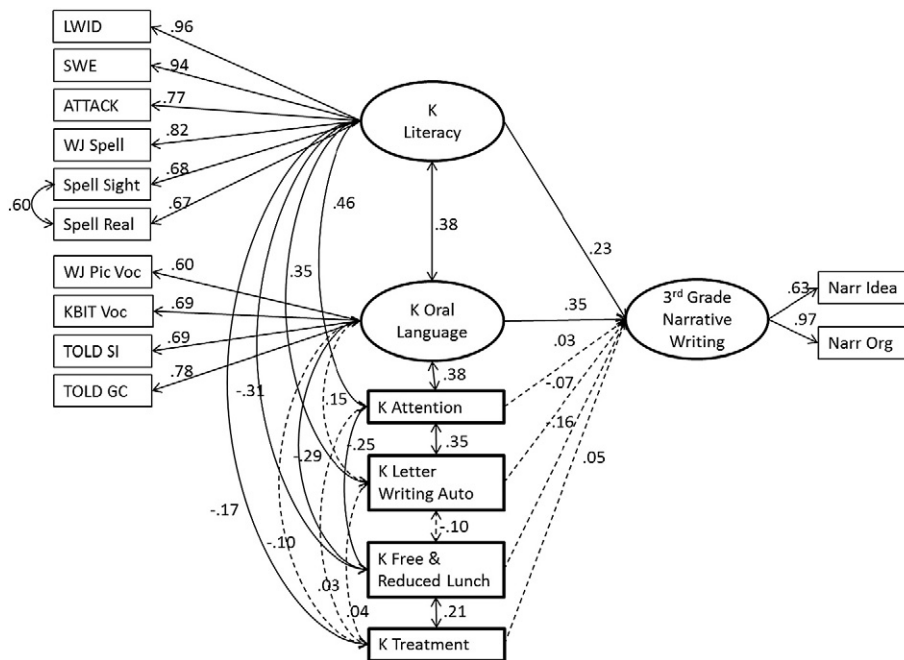 LWID
.96
SWE
.94
ATTACK
.77
WJ Spell
.82
Spell Sight
.68
.60
Spell Real
.67
K
Literacy
.46
.38
.23
WJ Pic Voc
.60
.35
KBIT Voc
.69
TOLD SI
.69
TOLD GC
.78
K Oral
Language
.35
.03
3rd Grade
Narrative
Writing
.63
Narr Idea
.97
Narr Org
.38
-.31
.15
K Attention
-.07
-.25
.35
-.16
-.29
K Letter
Writing Auto
.05
-.17
-.10
-.10
K Free &
Reduced Lunch
.03
.04
.21
K Treatment